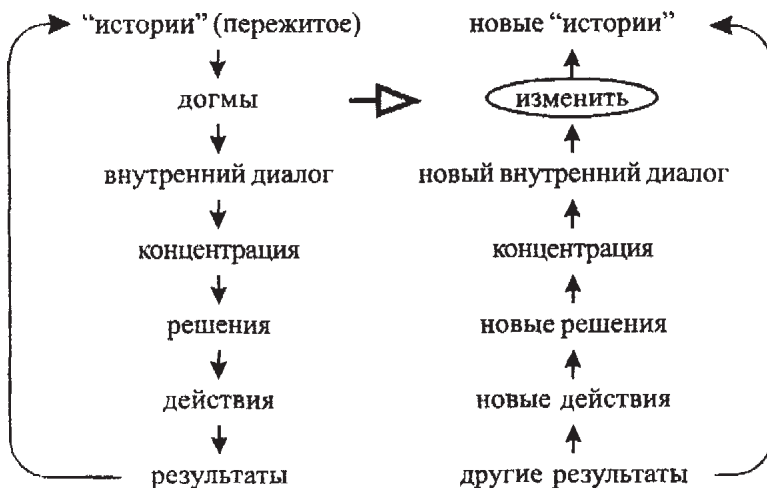 “истории” (пережитое)
догмы
внутренний диалог
концентрация
решения
действия
результаты
новые “истории”
изменить
новый внутренний диалог
концентрация
новые решения
новые действия
другие результаты